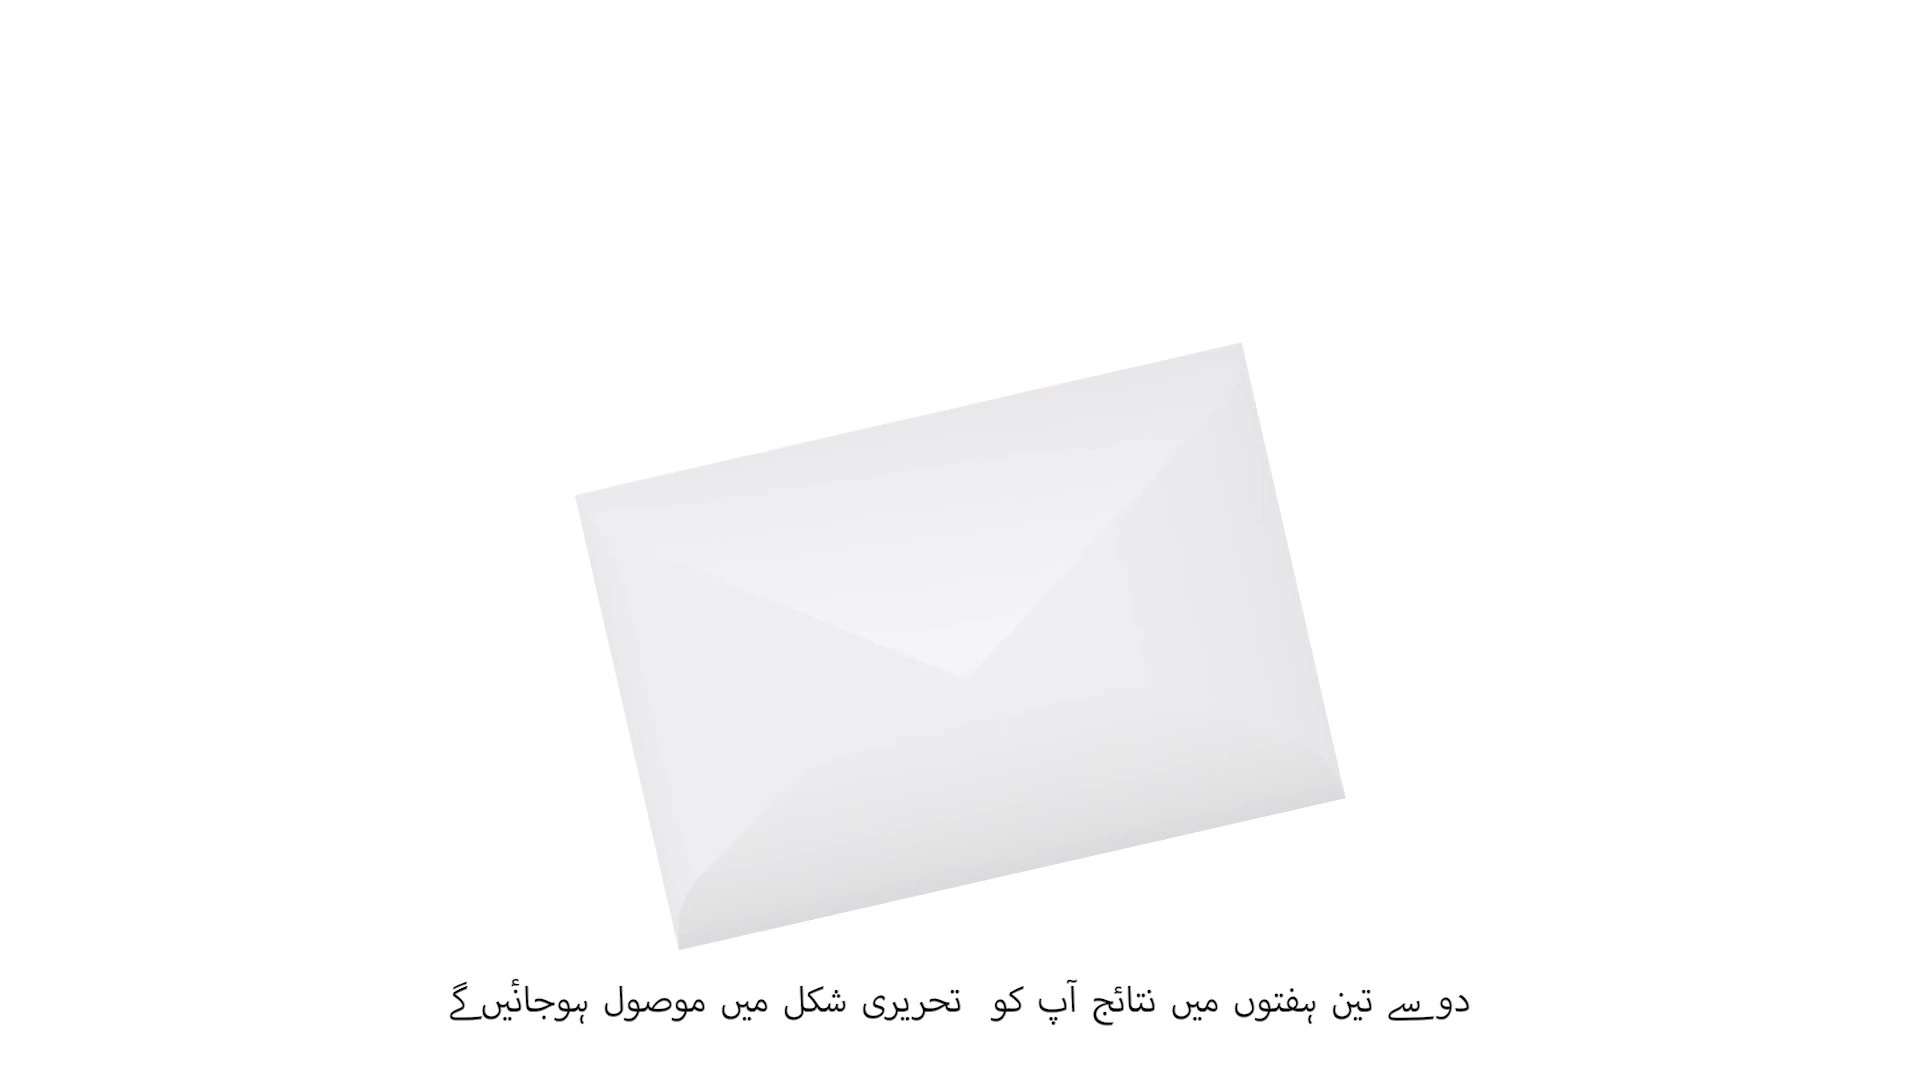 دو سے تین ہفتوں میں نتائج آپ کو تحریری شکل میں موصول ہوجائیں گے